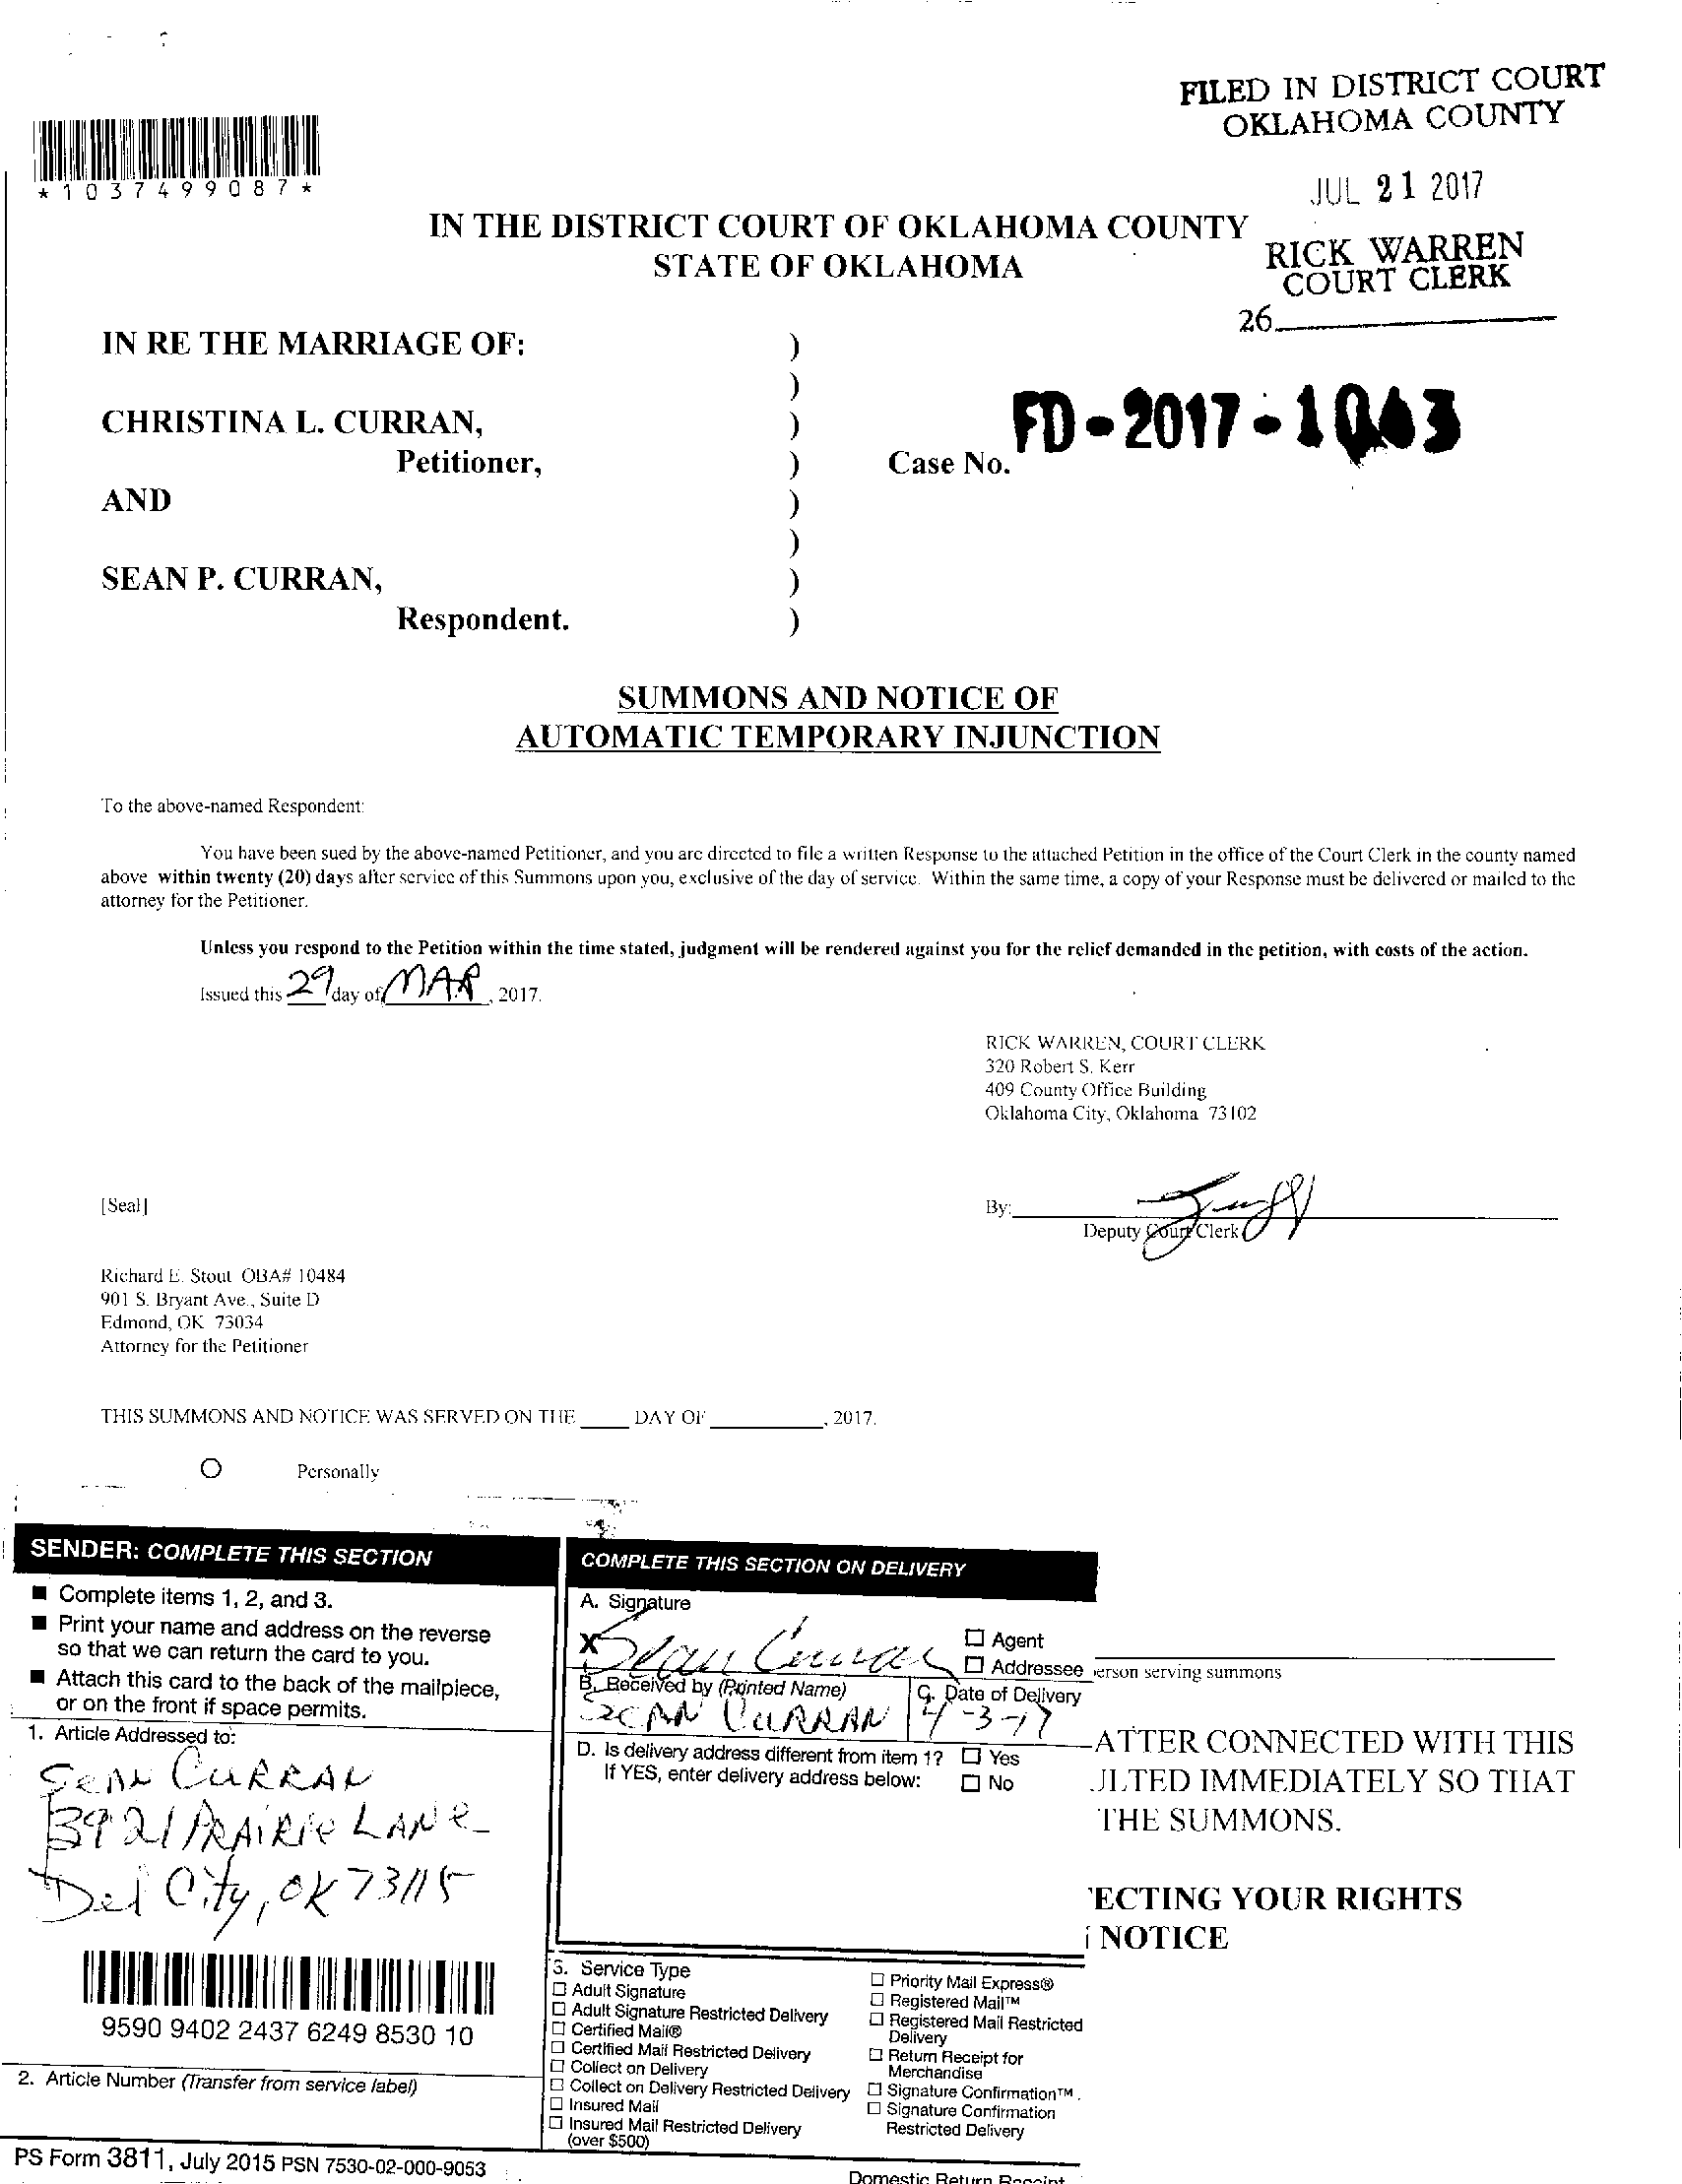 FILED IN DISTRICT COURT
OKLAHOMA COUNTY
JUL 21 2017
RICK WARREN
COURT CLERK
26
*1037499087*
IN THE DISTRICT COURT OF OKLAHOMA COUNTY
STATE OF OKLAHOMA
IN RE THE MARRIAGE OF: )
)
CHRISTINA L. CURRAN, )
Petitioner, ) Case No. FD-2017-
AND )
)
SEAN P. CURRAN, )
Respondent. )
SUMMONS AND NOTICE OF
AUTOMATIC TEMPORARY INJUNCTION
To the above-named Respondent:
You have been sued by the above-named Petitioner, and you are directed to file a written Response to the attached Petition in the office of the Court Clerk in the county named
above within twenty (20) days after service of this Summons upon you, exclusive of the day of service. Within the same time, a copy of your Response must be delivered or mailed to the
attorney for the Petitioner.
Unless you respond to the Petition within the time stated, judgment will be rendered against you for the relief demanded in the petition, with costs of the action.
Issued this 29 day of MAR, 2017.
RICK WARREN, COURT CLERK
320 Robert S. Kerr
409 County Office Building
Oklahoma City, Oklahoma 73102
[Seal]
By:
Deputy Court Clerk
Richard E. Stout OBA# 10484
901 S. Bryant Ave., Suite D
Edmond, OK 73034
Attorney for the Petitioner
THIS SUMMONS AND NOTICE WAS SERVED ON THE ____ DAY OF __________, 2017.
Personally
SENDER: COMPLETE THIS SECTION
Complete items 1, 2, and 3.
Print your name and address on the reverse
so that we can return the card to you.
Attach this card to the back of the mailpiece,
or on the front if space permits.
1. Article Addressed to:
Sean Curran
3921 Prairie Lane
Del City, OK 73115
9590 9402 2437 6249 8530 10
2. Article Number (Transfer from service label)
COMPLETE THIS SECTION ON DELIVERY
A. Signature
X Sean Curran
Agent
Addressee
B. Received by (Printed Name)
SEAN CURRAN
C. Date of Delivery
4-3-17
D. Is delivery address different from item 1? Yes
If YES, enter delivery address below: No
3. Service Type
Adult Signature
Adult Signature Restricted Delivery
Certified Mail®
Certified Mail Restricted Delivery
Collect on Delivery
Collect on Delivery Restricted Delivery
Insured Mail
Insured Mail Restricted Delivery
(over $500)
Priority Mail Express®
Registered Mail™
Registered Mail Restricted
Delivery
Return Receipt for
Merchandise
Signature Confirmation™
Signature Confirmation
Restricted Delivery
PS Form 3811, July 2015 PSN 7530-02-000-9053
Domestic Return Receipt
erson serving summons
ATTER CONNECTED WITH THIS
JLTED IMMEDIATELY SO THAT
THE SUMMONS.
ECTING YOUR RIGHTS
NOTICE